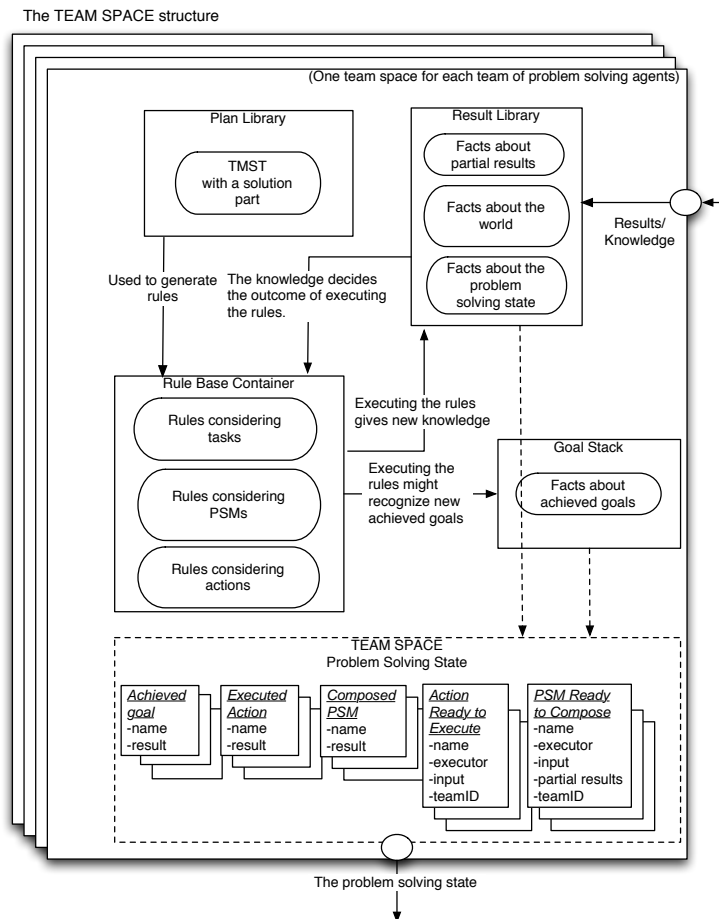 The TEAM SPACE structure
(One team space for each team of problem solving agents)
Plan Library
TMST
with a solution
part
Result Library
Facts about
partial results
Facts about the
world
Facts about the
problem
solving state
Results/
Knowledge
Used to generate
rules
The knowledge decides
the outcome of executing
the rules.
Rule Base Container
Rules considering
tasks
Rules considering
PSMs
Rules considering
actions
Executing the rules
gives new knowledge
Executing the
rules might
recognize new
achieved goals
Goal Stack
Facts about
achieved goals
TEAM SPACE
Problem Solving State
Achieved
goal
-name
-result
Executed
Action
-name
-result
Composed
PSM
-name
-result
Action
Ready to
Execute
-name
-executor
-input
-teamID
PSM Ready
to Compose
-name
-executor
-input
-partial results
-teamID
The problem solving state